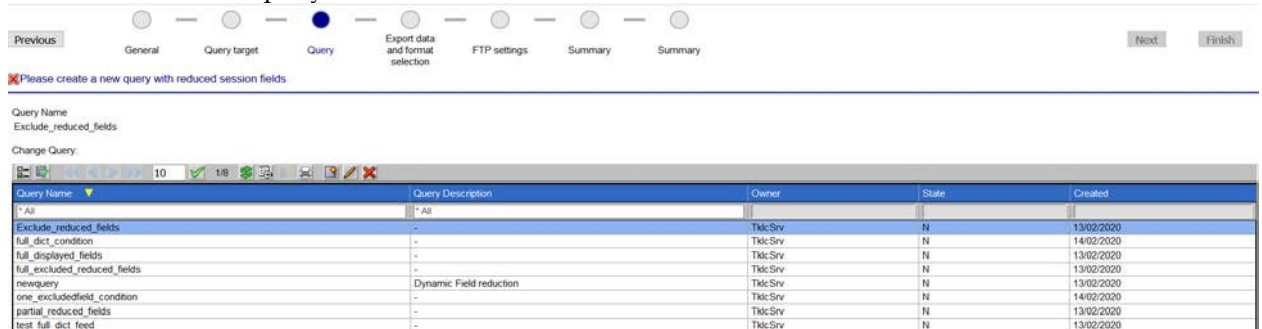 Previous
General
Query target
Query
Export data
and format
selection
FTP settings
Summary
Summary
Next
Finish
Please create a new query with reduced session fields
Query Name
Exclude_reduced_fields
Change Query:
10 1/8
Query Name Query Description Owner State Created
* All * All
Exclude_reduced_fields - TklcSrv N 13/02/2020
full_dict_condition - TklcSrv N 14/02/2020
full_displayed_fields - TklcSrv N 13/02/2020
full_excluded_reduced_fields - TklcSrv N 13/02/2020
newquery Dynamic Field reduction TklcSrv N 13/02/2020
one_excludedfield_condition - TklcSrv N 14/02/2020
partial_reduced_fields - TklcSrv N 13/02/2020
test_full_dict_feed - TklcSrv N 13/02/2020